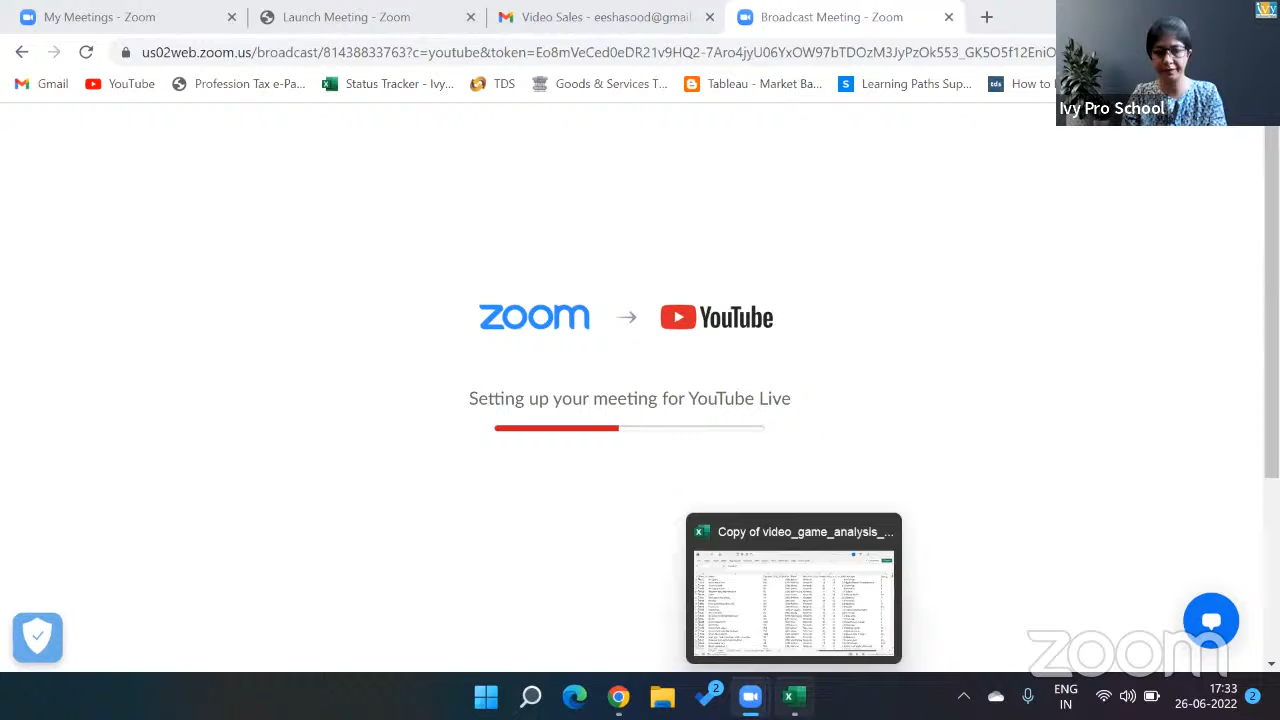 My Meetings - Zoom
Launch Meeting - Zoom
Video sales - eeshasood@gmail
Broadcast Meeting - Zoom
us02web.zoom.us/broadcast/81438833763?c=youtube&token=Eo8mVeCed0eDR21v9HQ2-7Aro4jyU06YxOW97bTDOzM3JyPzOk553_GK5O5f12EniO
Gmail
YouTube
Profession Tax e-Pa...
Status Tracker - Ivy...
TDS
Goods & Services T...
Tableau - Market Ba...
Learning Paths Sup...
How to
ivy
Ivy Pro School
zoom → YouTube
Setting up your meeting for YouTube Live
Copy of video_game_analysis_...
zoom
2
ENG
IN
17:33
26-06-2022
2